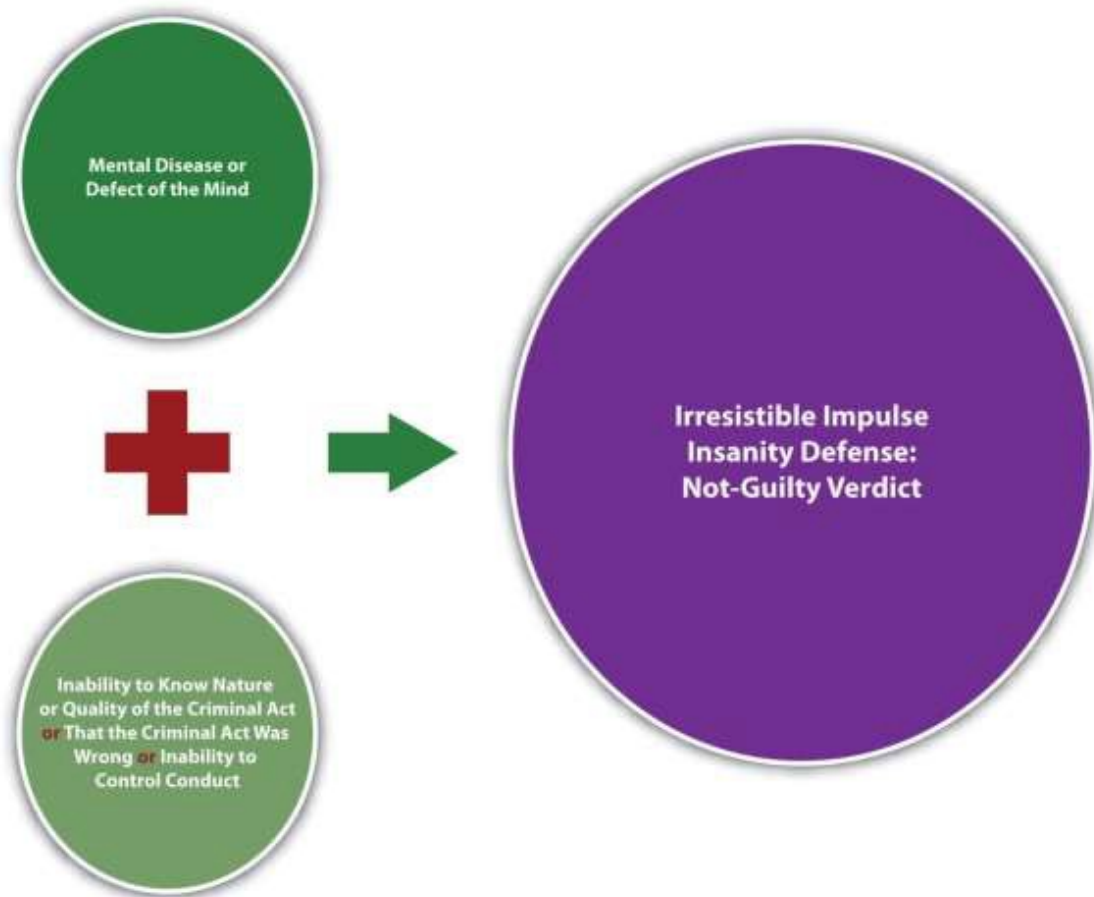 Mental Disease or
Defect of the Mind
Irresistible Impulse
Insanity Defense:
Not-Guilty Verdict
Inability to Know Nature
or Quality of the Criminal Act
or That the Criminal Act Was
Wrong or Inability to
Control Conduct